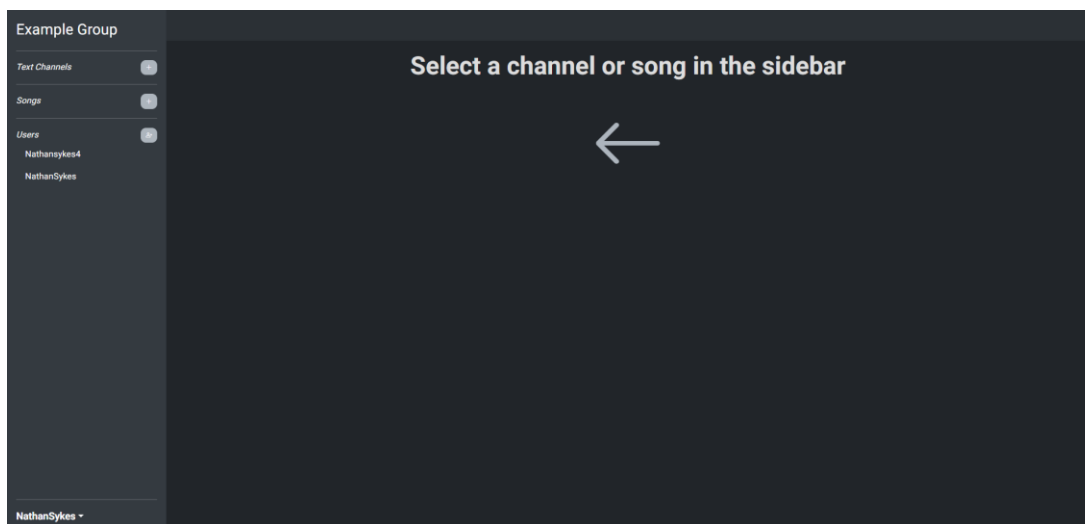 Example Group
Text Channels
+
Songs
+
Users
Nathansykes4
NathanSykes
NathanSykes
Select a channel or song in the sidebar